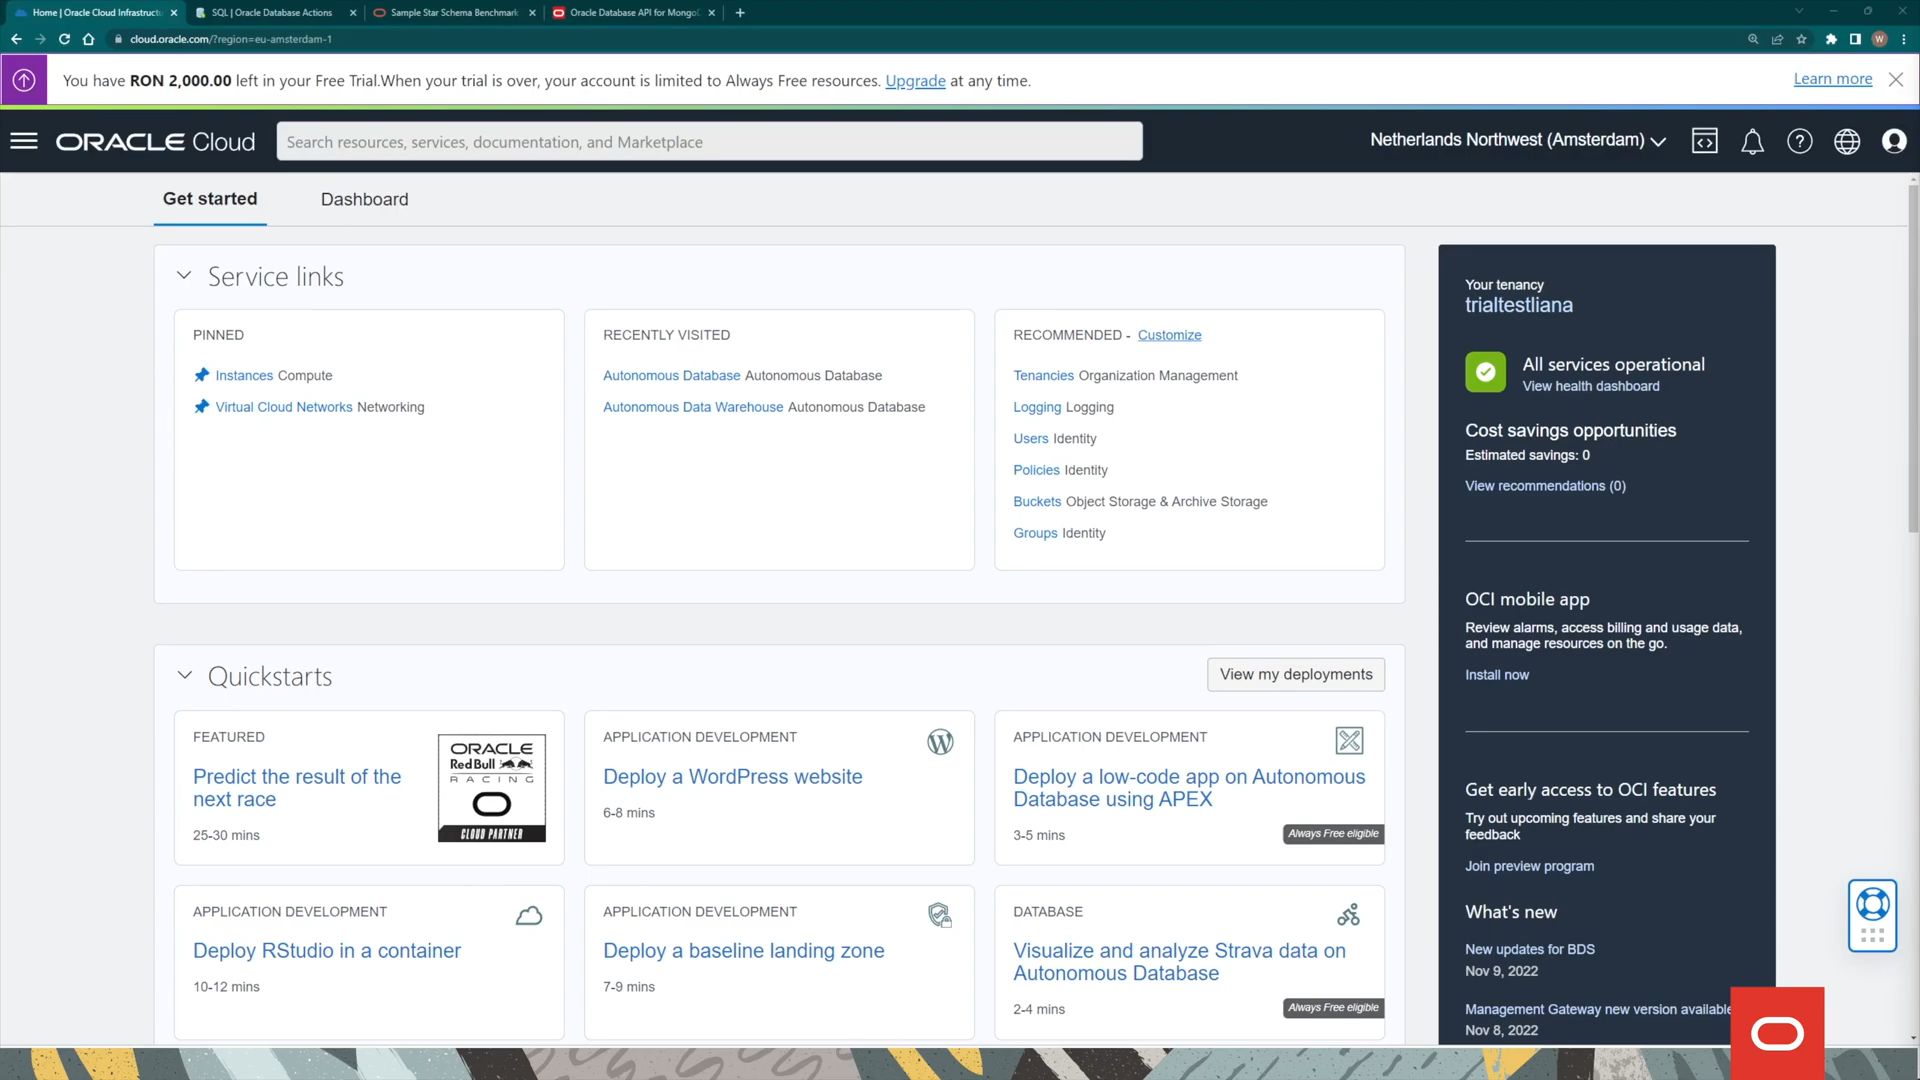 Home | Oracle Cloud Infrastructu
SQL | Oracle Database Actions
Sample Star Schema Benchmark
Oracle Database API for MongoD
cloud.oracle.com/?region=eu-amsterdam-1
W
You have RON 2,000.00 left in your Free Trial.When your trial is over, your account is limited to Always Free resources. Upgrade at any time.
Learn more
ORACLE Cloud
Search resources, services, documentation, and Marketplace
Netherlands Northwest (Amsterdam)
Get started
Dashboard
Service links
PINNED
Instances Compute
Virtual Cloud Networks Networking
RECENTLY VISITED
Autonomous Database Autonomous Database
Autonomous Data Warehouse Autonomous Database
RECOMMENDED - Customize
Tenancies Organization Management
Logging Logging
Users Identity
Policies Identity
Buckets Object Storage & Archive Storage
Groups Identity
Quickstarts
View my deployments
FEATURED
Predict the result of the
next race
25-30 mins
ORACLE
Red Bull
RACING
CLOUD PARTNER
APPLICATION DEVELOPMENT
Deploy a WordPress website
6-8 mins
APPLICATION DEVELOPMENT
Deploy a low-code app on Autonomous
Database using APEX
3-5 mins
Always Free eligible
APPLICATION DEVELOPMENT
Deploy RStudio in a container
10-12 mins
APPLICATION DEVELOPMENT
Deploy a baseline landing zone
7-9 mins
DATABASE
Visualize and analyze Strava data on
Autonomous Database
2-4 mins
Always Free eligible
Your tenancy
trialtestliana
All services operational
View health dashboard
Cost savings opportunities
Estimated savings: 0
View recommendations (0)
OCI mobile app
Review alarms, access billing and usage data,
and manage resources on the go.
Install now
Get early access to OCI features
Try out upcoming features and share your
feedback
Join preview program
What's new
New updates for BDS
Nov 9, 2022
Management Gateway new version available
Nov 8, 2022